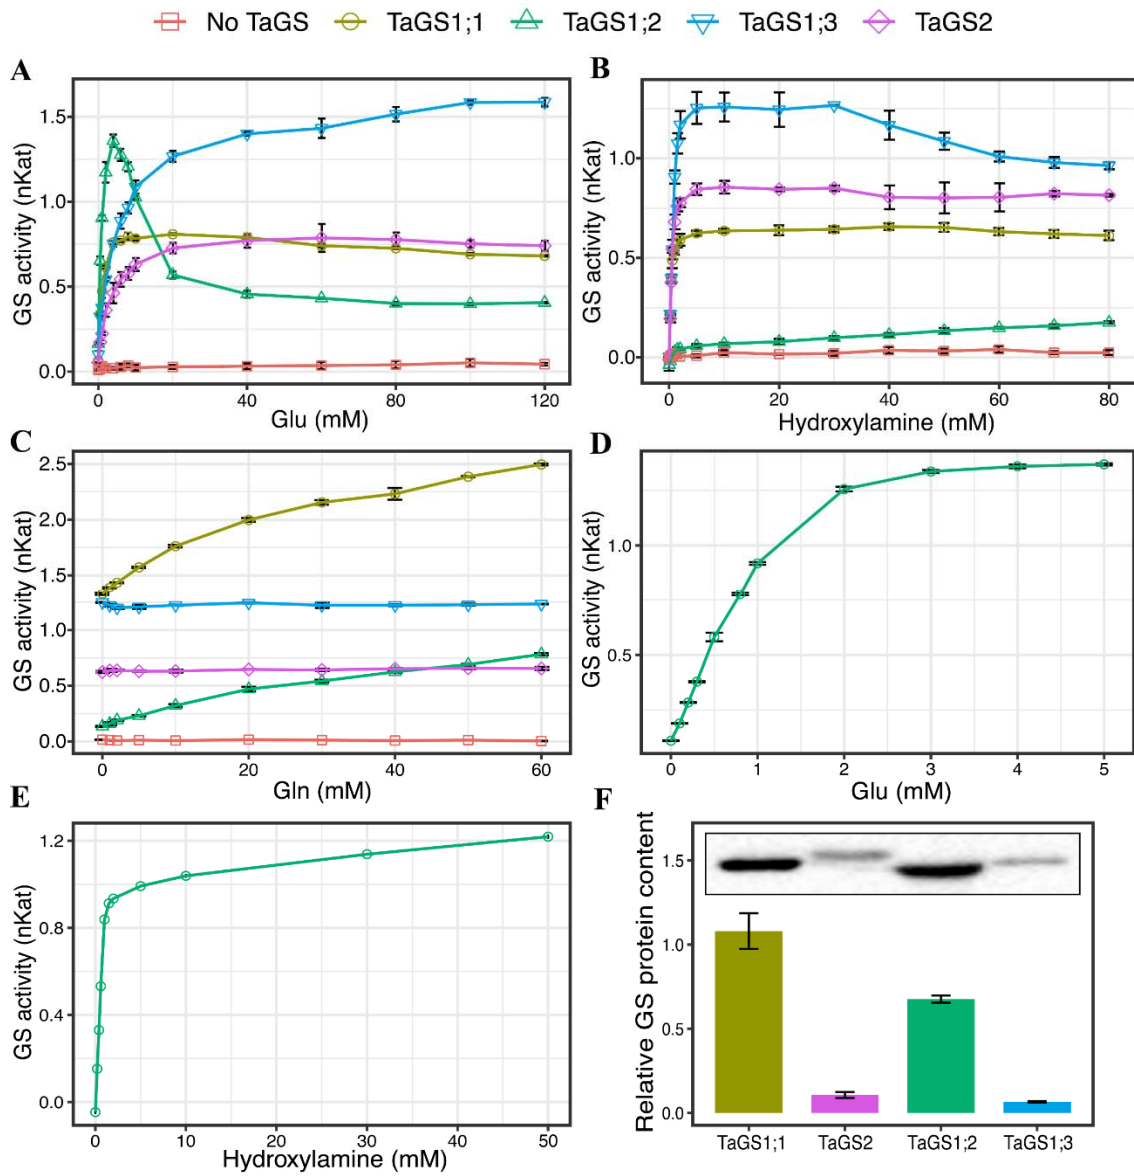 No TaGS TaGS1;1 TaGS1;2 TaGS1;3 TaGS2
A
GS activity (nKat)
1.5
1.0
0.5
0.0
0 40 80 120
Glu (mM)
B
GS activity (nKat)
1.0
0.5
0.0
0 20 40 60 80
Hydroxylamine (mM)
C
GS activity (nKat)
2.5
2.0
1.5
1.0
0.5
0.0
0 20 40 60
Gln (mM)
D
GS activity (nKat)
1.0
0.5
0 1 2 3 4 5
Glu (mM)
E
GS activity (nKat)
1.2
0.8
0.4
0.0
0 10 20 30 40 50
Hydroxylamine (mM)
F
Relative GS protein content
1.5
1.0
0.5
0.0
TaGS1;1 TaGS2 TaGS1;2 TaGS1;3